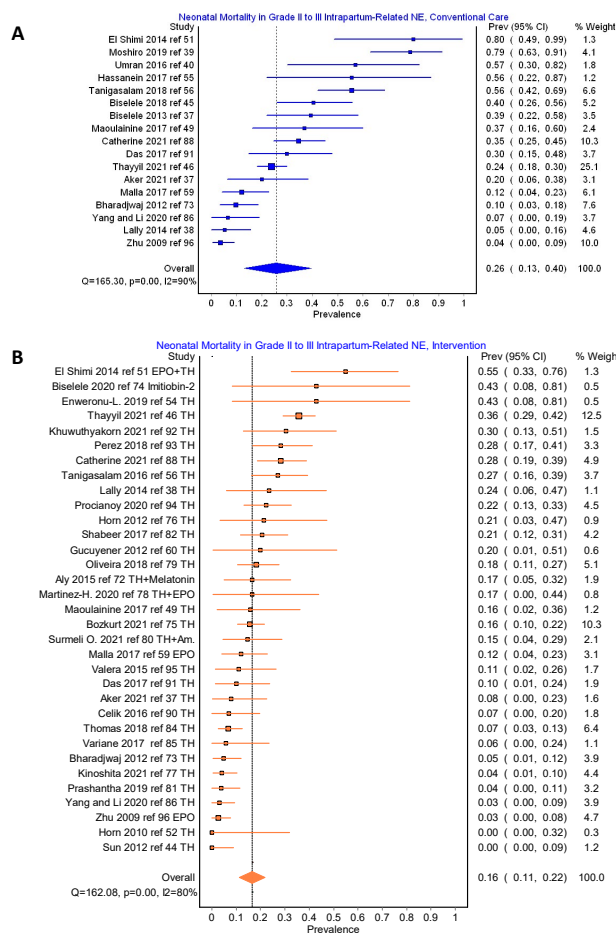 A
Neonatal Mortality in Grade II to III Intrapartum-Related NE, Conventional Care
Study Prev (95% CI) % Weight
El Shimi 2014 ref 51 0.80 ( 0.49, 0.99) 1.3
Moshiro 2019 ref 39 0.79 ( 0.63, 0.91) 4.1
Umran 2016 ref 40 0.57 ( 0.30, 0.82) 1.8
Hassanein 2017 ref 55 0.56 ( 0.22, 0.87) 1.2
Tanigasalam 2018 ref 56 0.56 ( 0.42, 0.69) 6.6
Biselele 2018 ref 45 0.40 ( 0.26, 0.56) 5.2
Biselele 2013 ref 37 0.39 ( 0.22, 0.58) 3.5
Maoulainine 2017 ref 49 0.37 ( 0.16, 0.60) 2.4
Catherine 2021 ref 88 0.35 ( 0.25, 0.45) 10.3
Das 2017 ref 91 0.30 ( 0.15, 0.48) 3.7
Thayyil 2021 ref 46 0.24 ( 0.18, 0.30) 25.1
Aker 2021 ref 37 0.20 ( 0.06, 0.38) 3.1
Malla 2017 ref 59 0.12 ( 0.04, 0.23) 6.1
Bharadjwaj 2012 ref 73 0.10 ( 0.03, 0.18) 7.6
Yang and Li 2020 ref 86 0.07 ( 0.00, 0.19) 3.7
Lally 2014 ref 38 0.05 ( 0.00, 0.16) 4.6
Zhu 2009 ref 96 0.04 ( 0.00, 0.09) 10.0
Overall 0.26 ( 0.13, 0.40) 100.0
Q=165.30, p=0.00, I2=90%
0 0.1 0.2 0.3 0.4 0.5 0.6 0.7 0.8 0.9 1
Prevalence
B
Neonatal Mortality in Grade II to III Intrapartum-Related NE, Intervention
Study Prev (95% CI) % Weight
El Shimi 2014 ref 51 EPO+TH 0.55 ( 0.33, 0.76) 1.3
Biselele 2020 ref 74 Imitiobin-2 0.43 ( 0.08, 0.81) 0.5
Enweronu-L. 2019 ref 54 TH 0.43 ( 0.08, 0.81) 0.5
Thayyil 2021 ref 46 TH 0.36 ( 0.29, 0.42) 12.5
Khuwuthyakorn 2021 ref 92 TH 0.30 ( 0.13, 0.51) 1.5
Perez 2018 ref 93 TH 0.28 ( 0.17, 0.41) 3.3
Catherine 2021 ref 88 TH 0.28 ( 0.19, 0.39) 4.9
Tanigasalam 2016 ref 56 TH 0.27 ( 0.16, 0.39) 3.7
Lally 2014 ref 38 TH 0.24 ( 0.06, 0.47) 1.1
Procianoy 2020 ref 94 TH 0.22 ( 0.13, 0.33) 4.5
Horn 2012 ref 76 TH 0.21 ( 0.03, 0.47) 0.9
Shabeer 2017 ref 82 TH 0.21 ( 0.12, 0.31) 4.2
Gucuyener 2012 ref 60 TH 0.20 ( 0.01, 0.51) 0.6
Oliveira 2018 ref 79 TH 0.18 ( 0.11, 0.27) 5.1
Aly 2015 ref 72 TH+Melatonin 0.17 ( 0.05, 0.32) 1.9
Martinez-H. 2020 ref 78 TH+EPO 0.17 ( 0.00, 0.44) 0.8
Maoulainine 2017 ref 49 TH 0.16 ( 0.02, 0.36) 1.2
Bozkurt 2021 ref 75 TH 0.16 ( 0.10, 0.22) 10.3
Surmeli O. 2021 ref 80 TH+Am. 0.15 ( 0.04, 0.29) 2.1
Malla 2017 ref 59 EPO 0.12 ( 0.04, 0.23) 3.1
Valera 2015 ref 95 TH 0.11 ( 0.02, 0.26) 1.7
Das 2017 ref 91 TH 0.10 ( 0.01, 0.24) 1.9
Aker 2021 ref 37 TH 0.08 ( 0.00, 0.23) 1.6
Celik 2016 ref 90 TH 0.07 ( 0.00, 0.20) 1.8
Thomas 2018 ref 84 TH 0.07 ( 0.03, 0.13) 6.4
Variane 2017 ref 85 TH 0.06 ( 0.00, 0.24) 1.1
Bharadjwaj 2012 ref 73 TH 0.05 ( 0.01, 0.12) 3.9
Kinoshita 2021 ref 77 TH 0.04 ( 0.01, 0.10) 4.4
Prashantha 2019 ref 81 TH 0.04 ( 0.00, 0.11) 3.2
Yang and Li 2020 ref 86 TH 0.03 ( 0.00, 0.09) 3.9
Zhu 2009 ref 96 EPO 0.03 ( 0.00, 0.08) 4.7
Horn 2010 ref 52 TH 0.00 ( 0.00, 0.32) 0.3
Sun 2012 ref 44 TH 0.00 ( 0.00, 0.09) 1.2
Overall 0.16 ( 0.11, 0.22) 100.0
Q=162.08, p=0.00, I2=80%
0 0.1 0.2 0.3 0.4 0.5 0.6 0.7 0.8 0.9 1
Prevalence